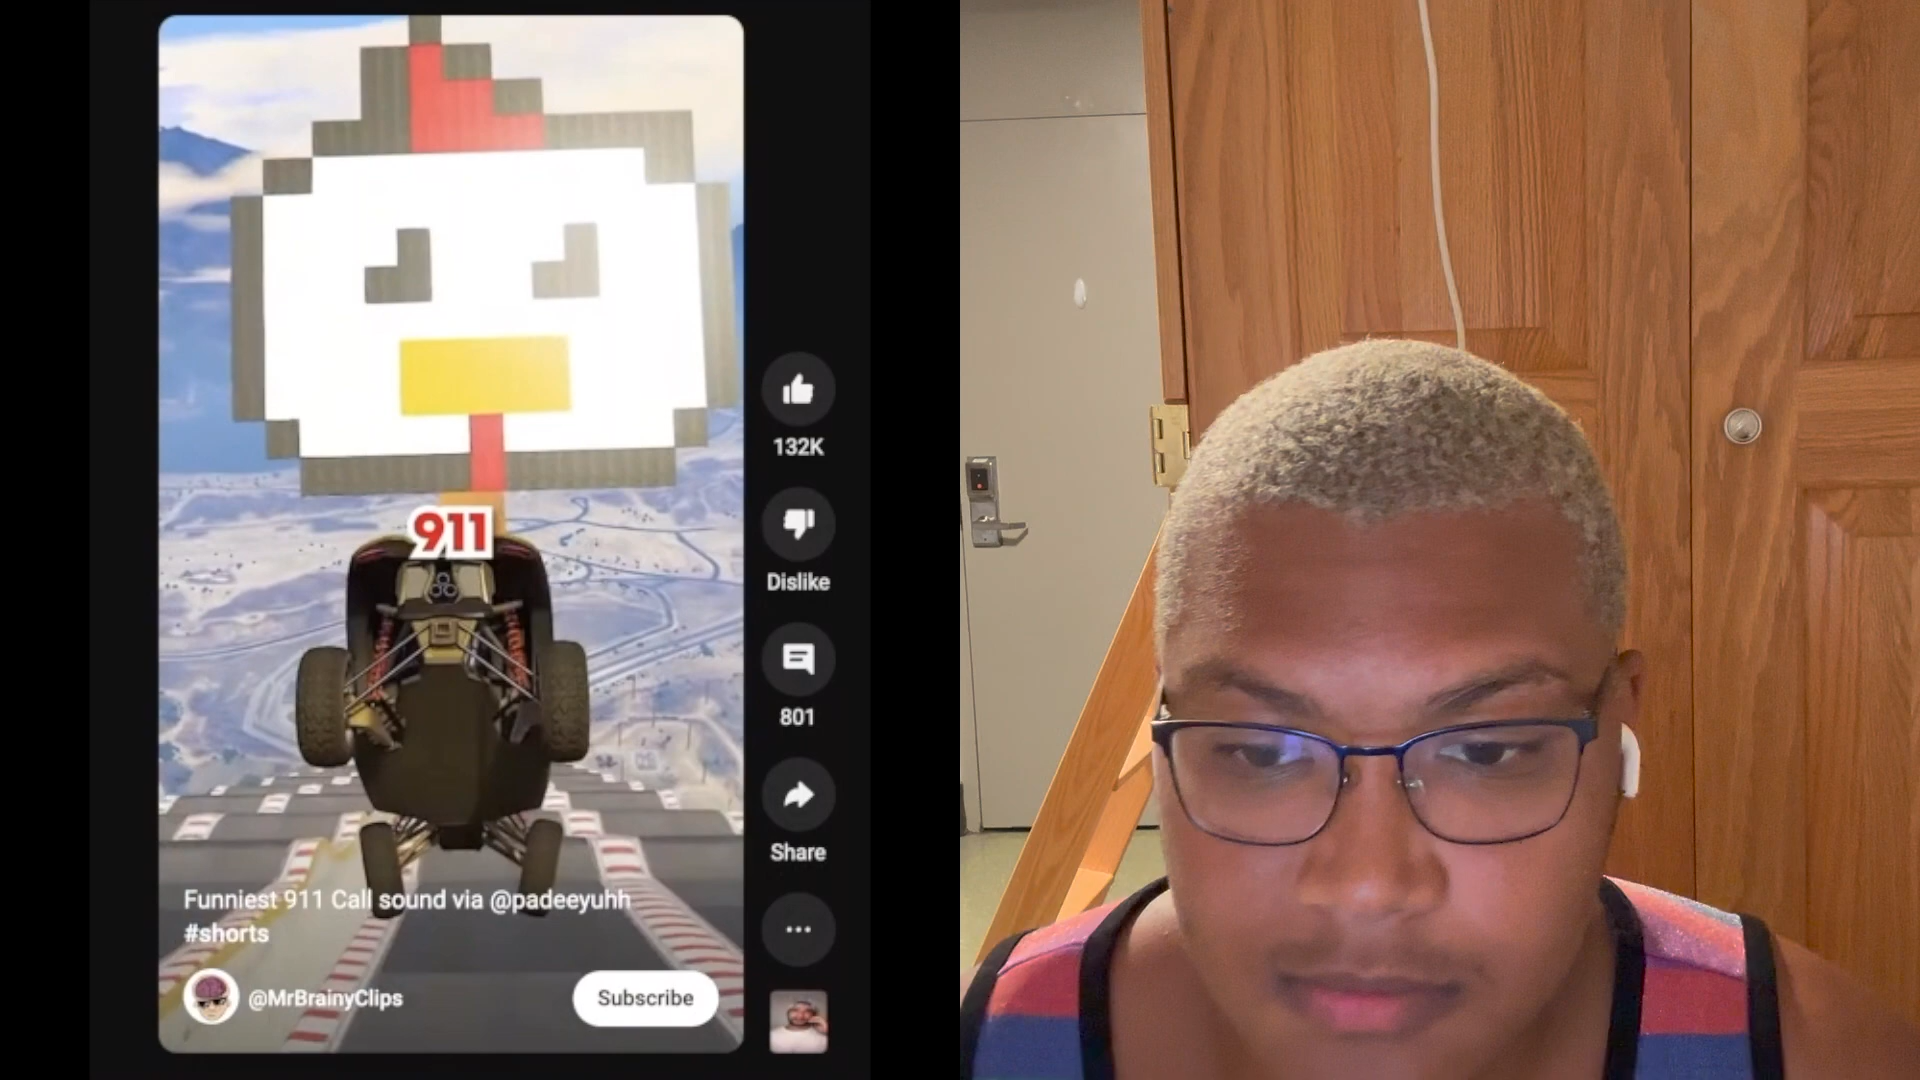 911
132K
Dislike
801
Share
Funniest 911 Call sound via @padeeyuhh
#shorts
@MrBrainyClips
Subscribe